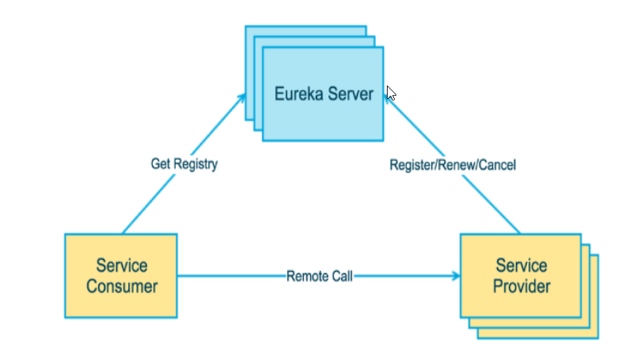 Eureka Server
Get Registry
Register/Renew/Cancel
Service
Consumer
Remote Call
Service
Provider